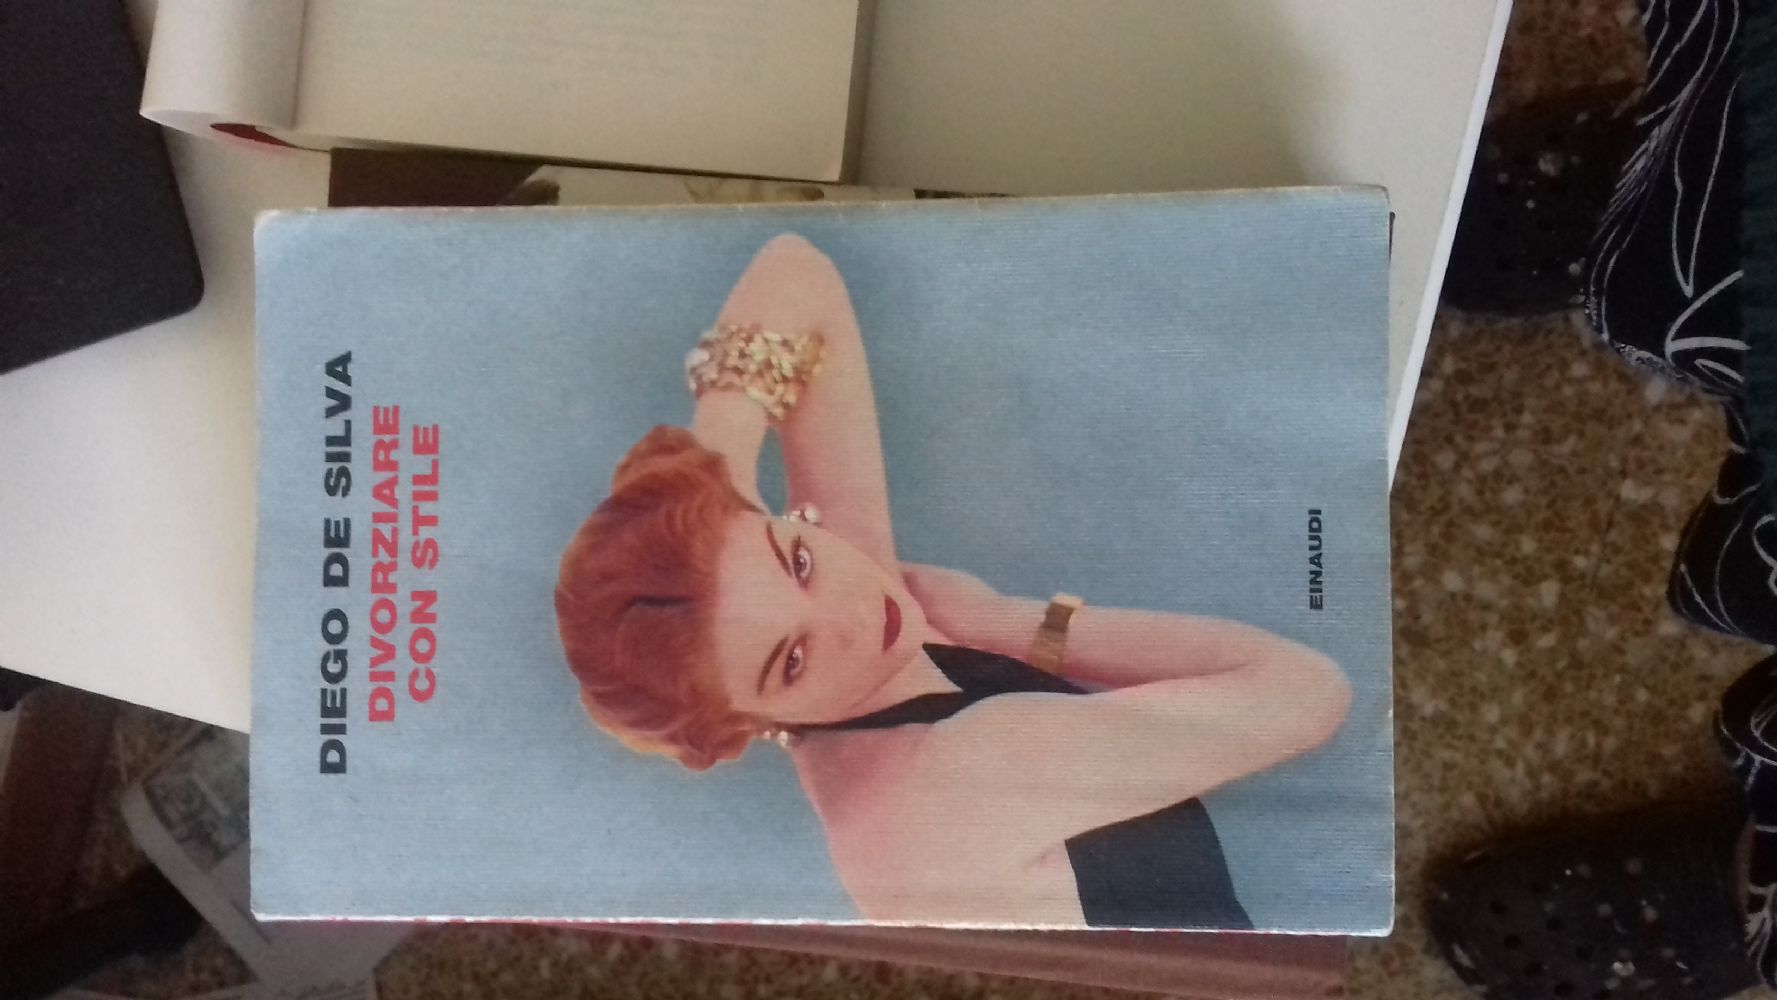 DIEGO DE SILVA
DIVORZIARE
CON STILE
EINAUDI